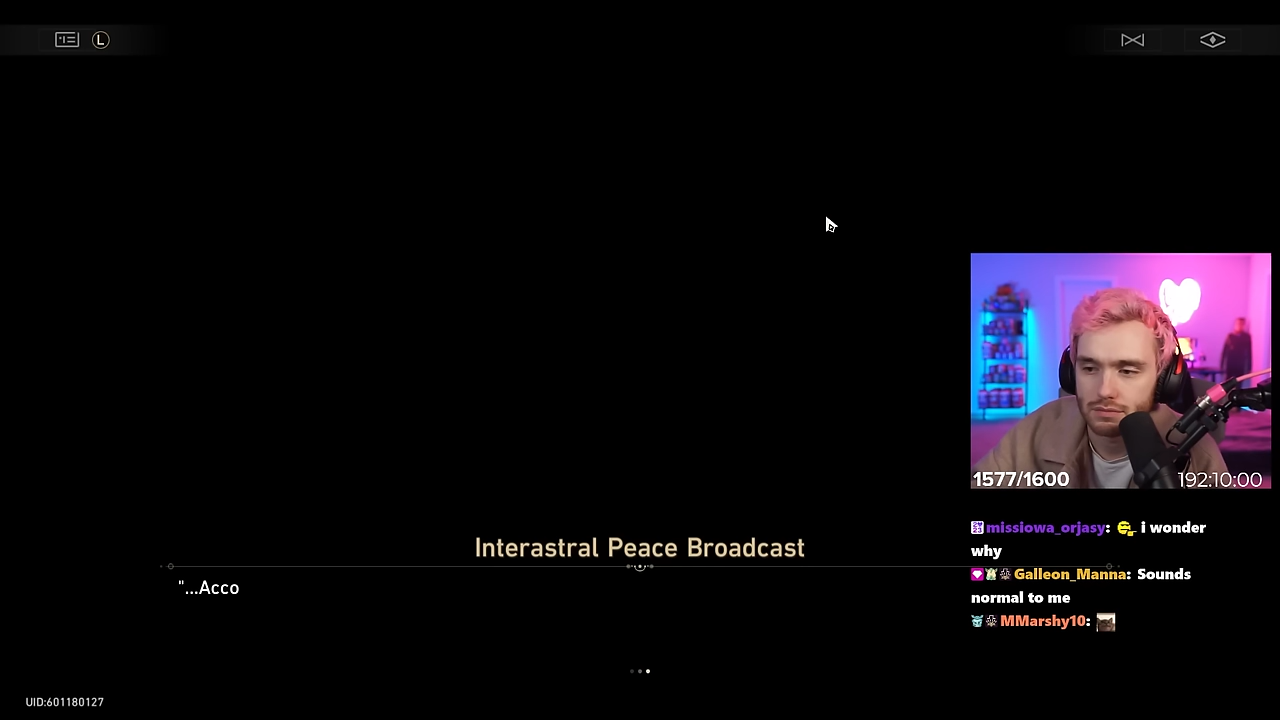 L
1577/1600
192:10:00
missiowa_orjasy: i wonder
why
Galleon_Manna: Sounds
normal to me
MMarshy10:
Interastral Peace Broadcast
"...Acco
UID:601180127